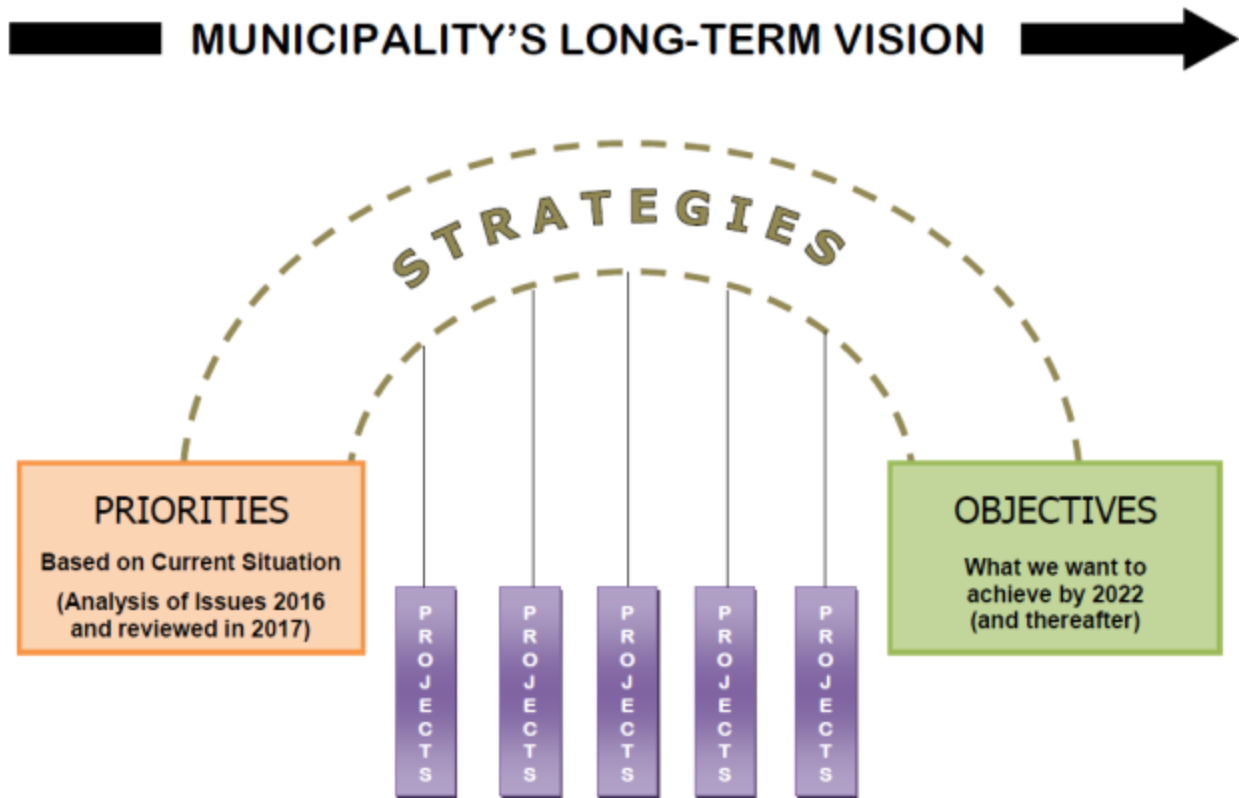 MUNICIPALITY'S LONG-TERM VISION
STRATEGIES
PRIORITIES
Based on Current Situation
(Analysis of Issues 2016
and reviewed in 2017)
OBJECTIVES
What we want to
achieve by 2022
(and thereafter)
PROJECTS
PROJECTS
PROJECTS
PROJECTS
PROJECTS